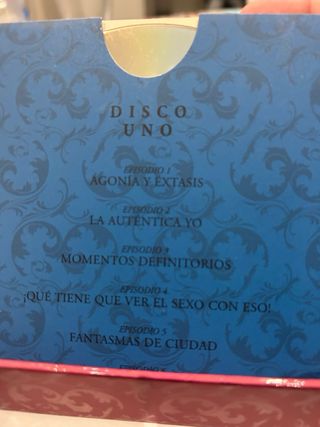 DISCO
UNO
EPISODIO 1
AGONÍA Y ÉXTASIS
EPISODIO 2
LA AUTÉNTICA YO
EPISODIO 3
MOMENTOS DEFINITORIOS
EPISODIO 4
¡QUÉ TIENE QUE VER EL SEXO CON ESO!
EPISODIO 5
FANTASMAS DE CIUDAD